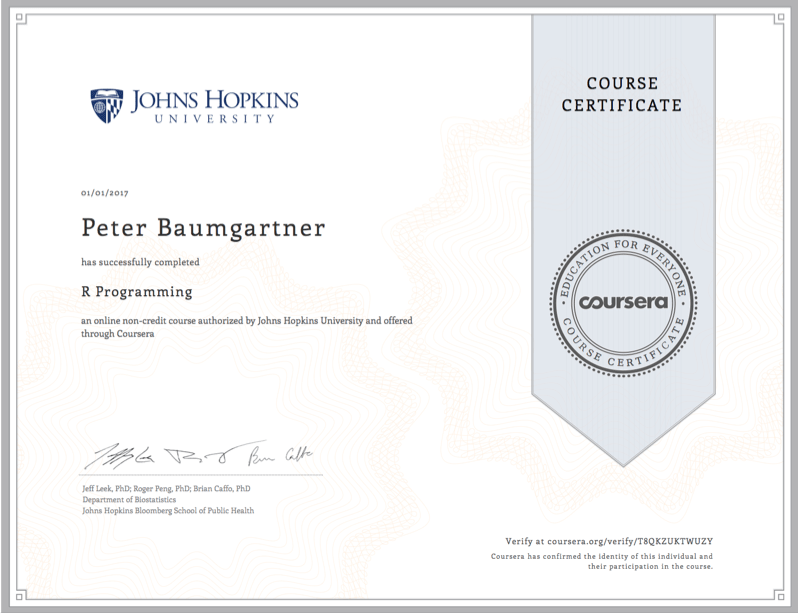 JOHNS HOPKINS
UNIVERSITY
COURSE
CERTIFICATE
01/01/2017
Peter Baumgartner
has successfully completed
R Programming
an online non-credit course authorized by Johns Hopkins University and offered
through Coursera
EDUCATION FOR EVERYONE
coursera
COURSE CERTIFICATE
Jeff Leek, PhD; Roger Peng, PhD; Brian Caffo, PhD
Department of Biostatistics
Johns Hopkins Bloomberg School of Public Health
Verify at coursera.org/verify/T8QKZUKTWUZY
Coursera has confirmed the identity of this individual and
their participation in the course.